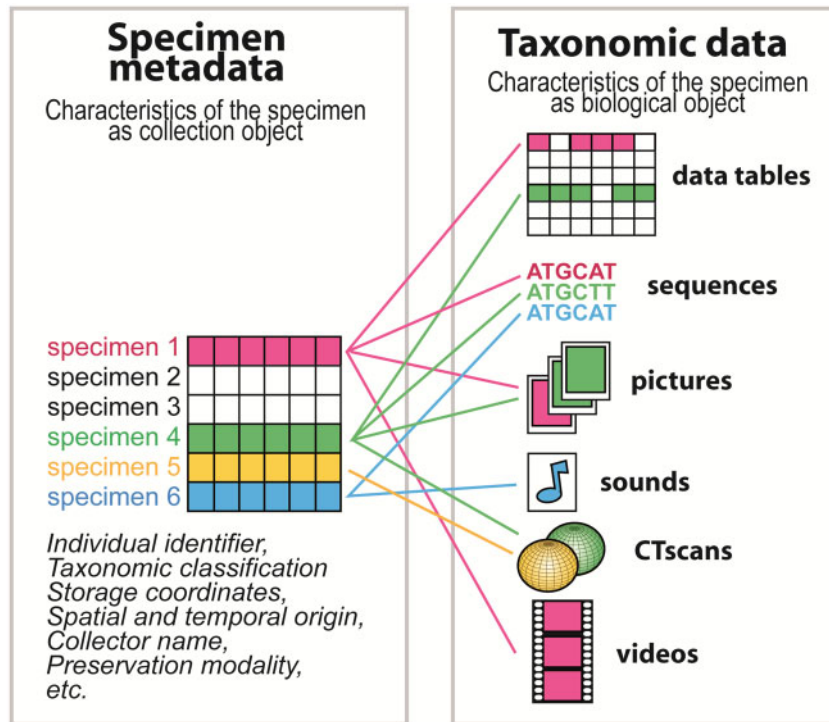 Specimen
metadata
Characteristics of the specimen
as collection object
specimen 1
specimen 2
specimen 3
specimen 4
specimen 5
specimen 6
Individual identifier,
Taxonomic classification
Storage coordinates,
Spatial and temporal origin,
Collector name,
Preservation modality,
etc.
Taxonomic data
Characteristics of the specimen
as biological object
data tables
ATGCAT
ATGCTT
ATGCAT
sequences
pictures
sounds
CTscans
videos